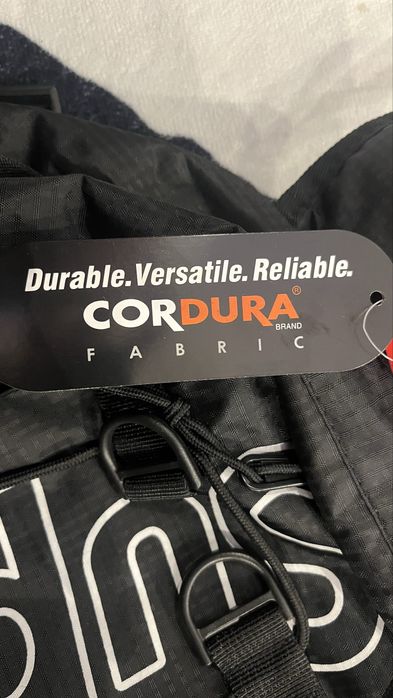 Durable. Versatile. Reliable.
CORDURA®
BRAND
FABRIC